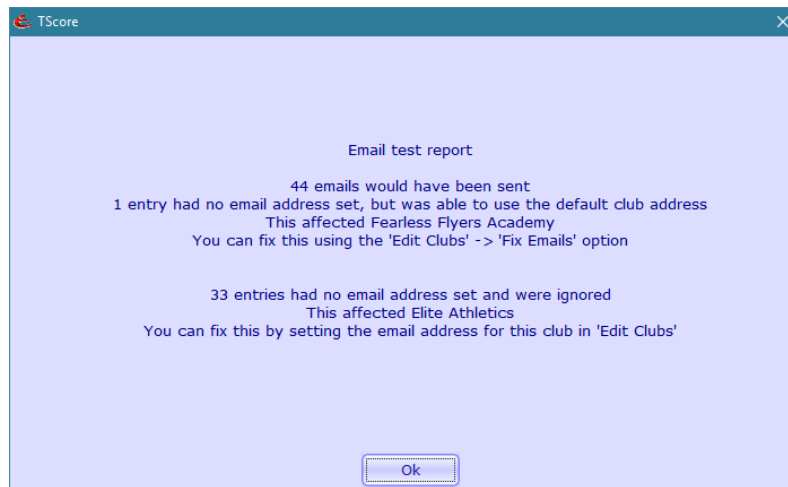 TScore
Email test report
44 emails would have been sent
1 entry had no email address set, but was able to use the default club address
This affected Fearless Flyers Academy
You can fix this using the 'Edit Clubs' -> 'Fix Emails' option
33 entries had no email address set and were ignored
This affected Elite Athletics
You can fix this by setting the email address for this club in 'Edit Clubs'
Ok